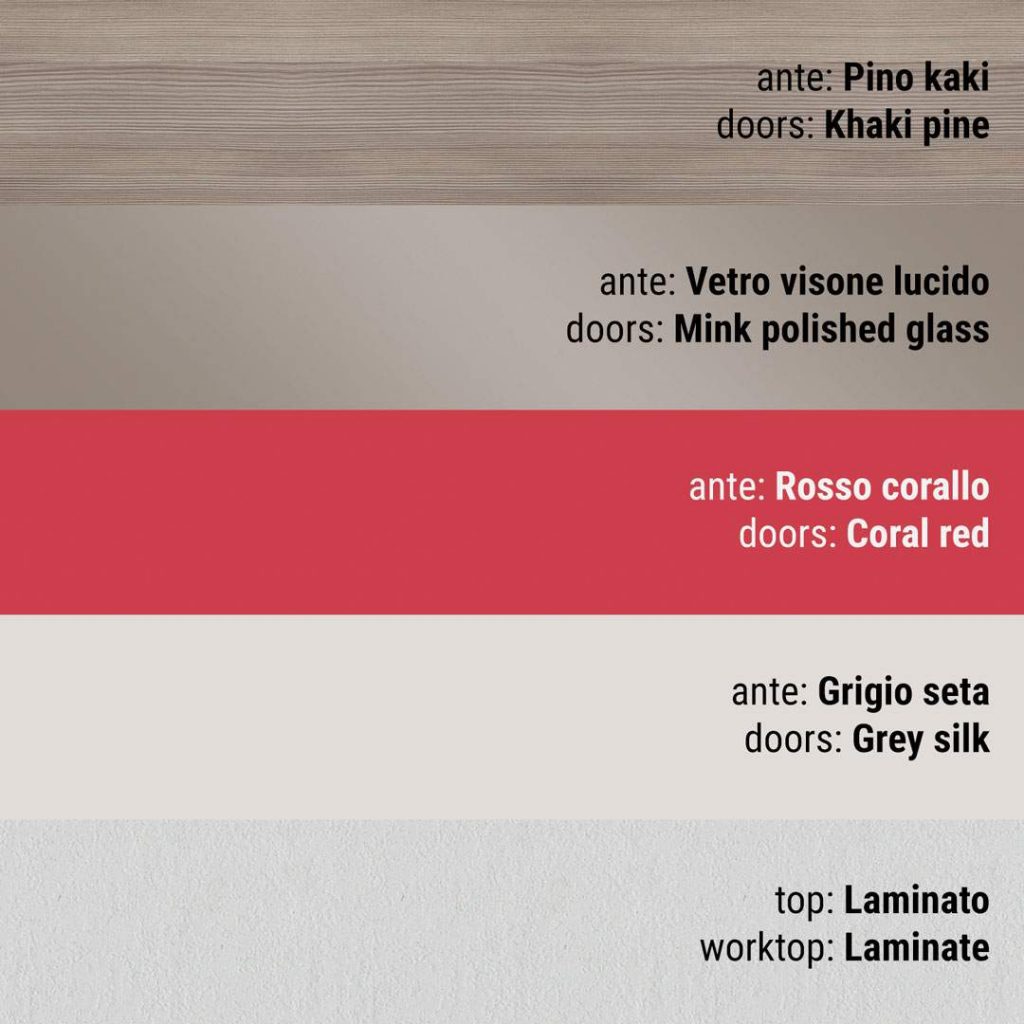 ante: Pino kaki
doors: Khaki pine
ante: Vetro visone lucido
doors: Mink polished glass
ante: Rosso corallo
doors: Coral red
ante: Grigio seta
doors: Grey silk
top: Laminato
worktop: Laminate